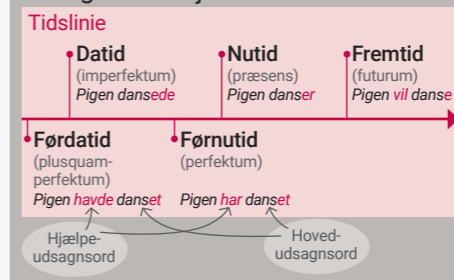 Tidslinie
Datid
(imperfektum)
Pigen dansede
Nutid
(præsens)
Pigen danser
Fremtid
(futurum)
Pigen vil danse
Førdatid
(plusquam-
perfektum)
Pigen havde danset
Førnutid
(perfektum)
Pigen har danset
Hjælpe-
udsagnsord
Hoved-
udsagnsord